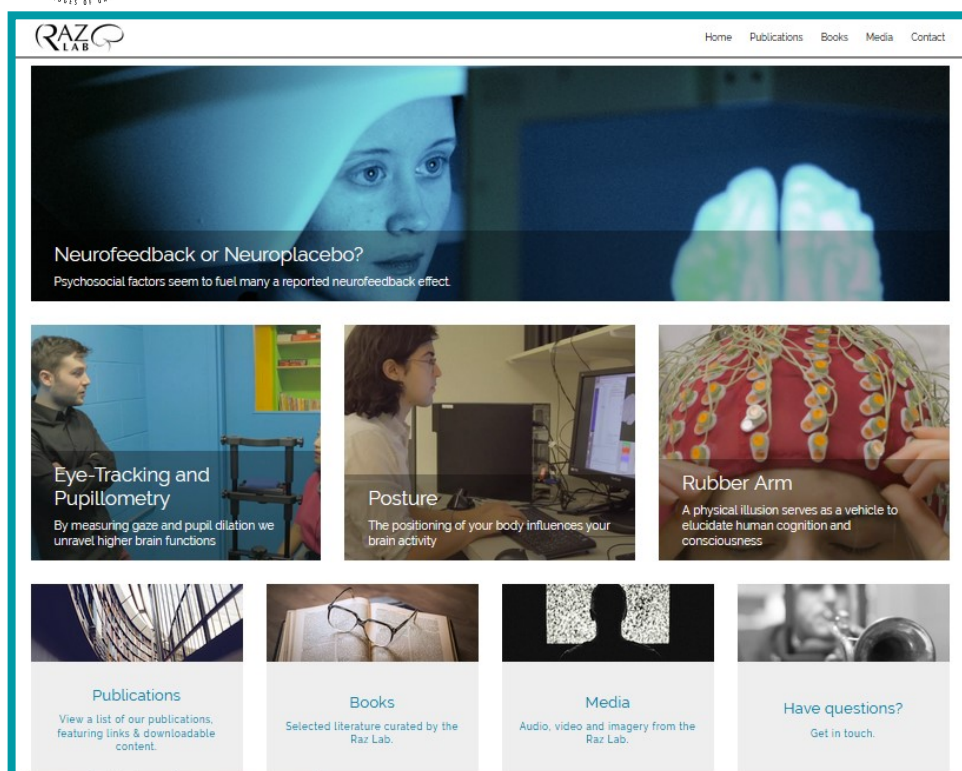 RAZ
LAB
Home Publications Books Media Contact
Neurofeedback or Neuroplacebo?
Psychosocial factors seem to fuel many a reported neurofeedback effect.
Eye-Tracking and
Pupillometry
By measuring gaze and pupil dilation we
unravel higher brain functions
Posture
The positioning of your body influences your
brain activity
Rubber Arm
A physical illusion serves as a vehicle to
elucidate human cognition and
consciousness
Publications
View a list of our publications,
featuring links & downloadable
content.
Books
Selected literature curated by the
Raz Lab.
Media
Audio, video and imagery from the
Raz Lab.
Have questions?
Get in touch.